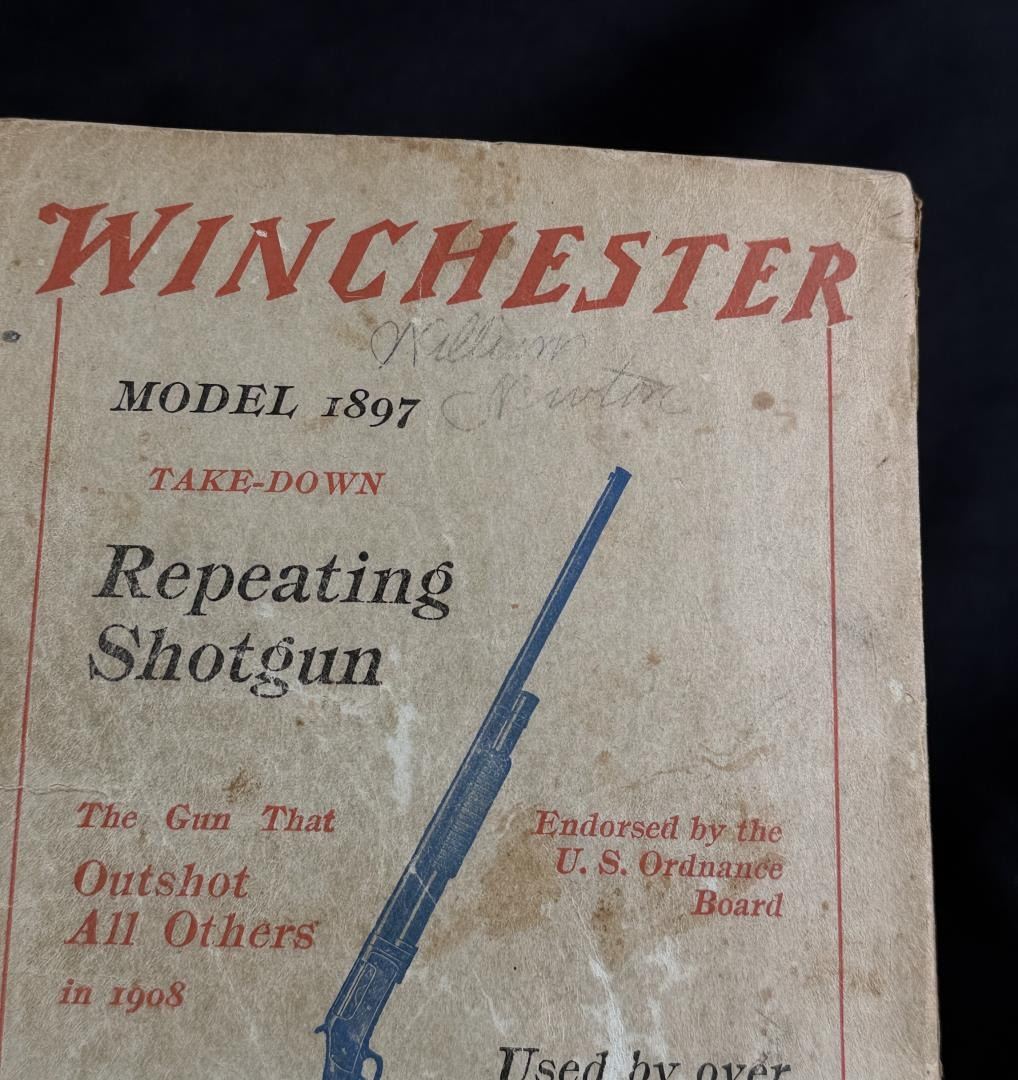 WINCHESTER
William
Newton
MODEL 1897
TAKE-DOWN
Repeating
Shotgun
The Gun That
Outshot
All Others
in 1908
Endorsed by the
U. S. Ordnance
Board
Used by over